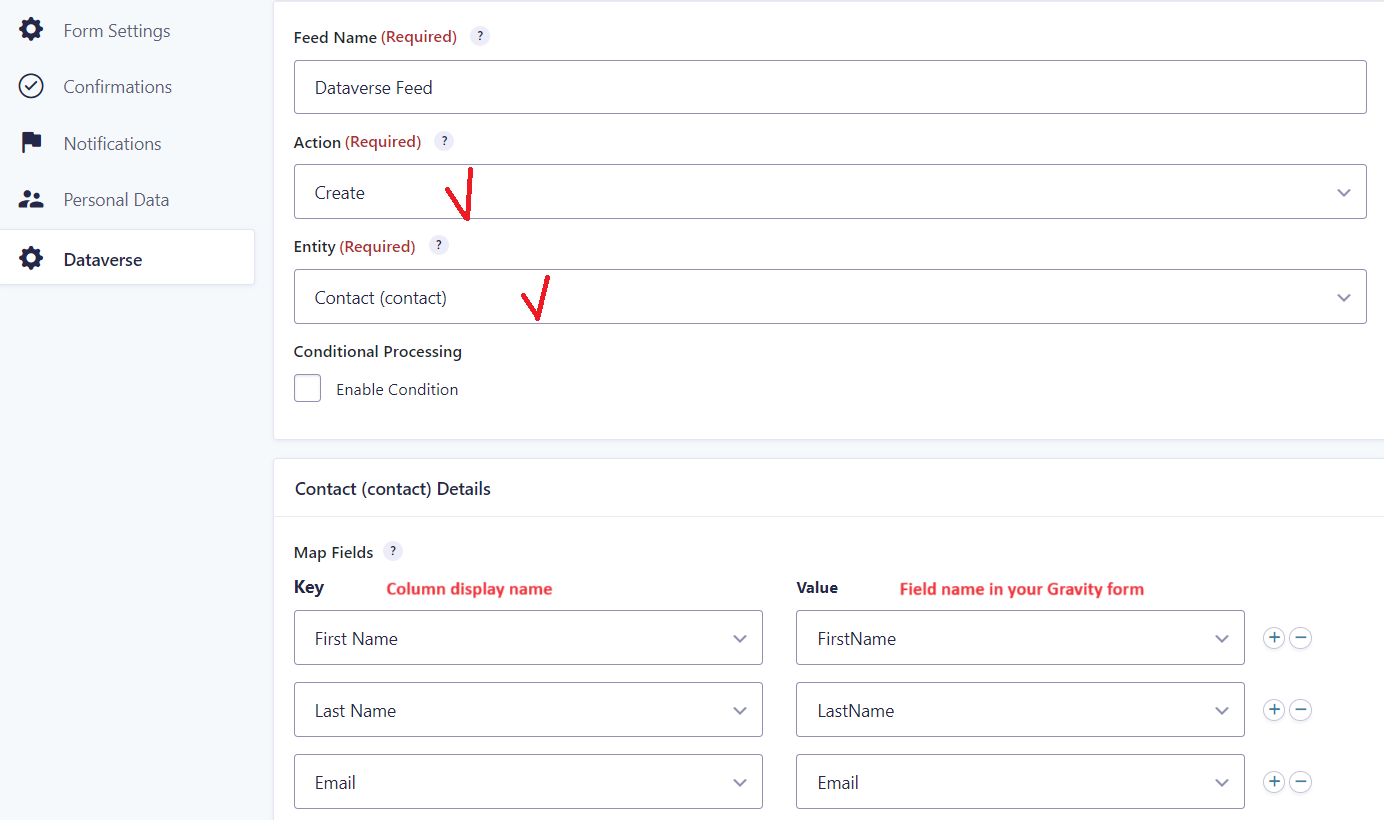 Form Settings
Confirmations
Notifications
Personal Data
Dataverse
Feed Name (Required) ?
Dataverse Feed
Action (Required) ?
Create
Entity (Required) ?
Contact (contact)
Conditional Processing
Enable Condition
Contact (contact) Details
Map Fields ?
Key Column display name Value Field name in your Gravity form
First Name FirstName
Last Name LastName
Email Email